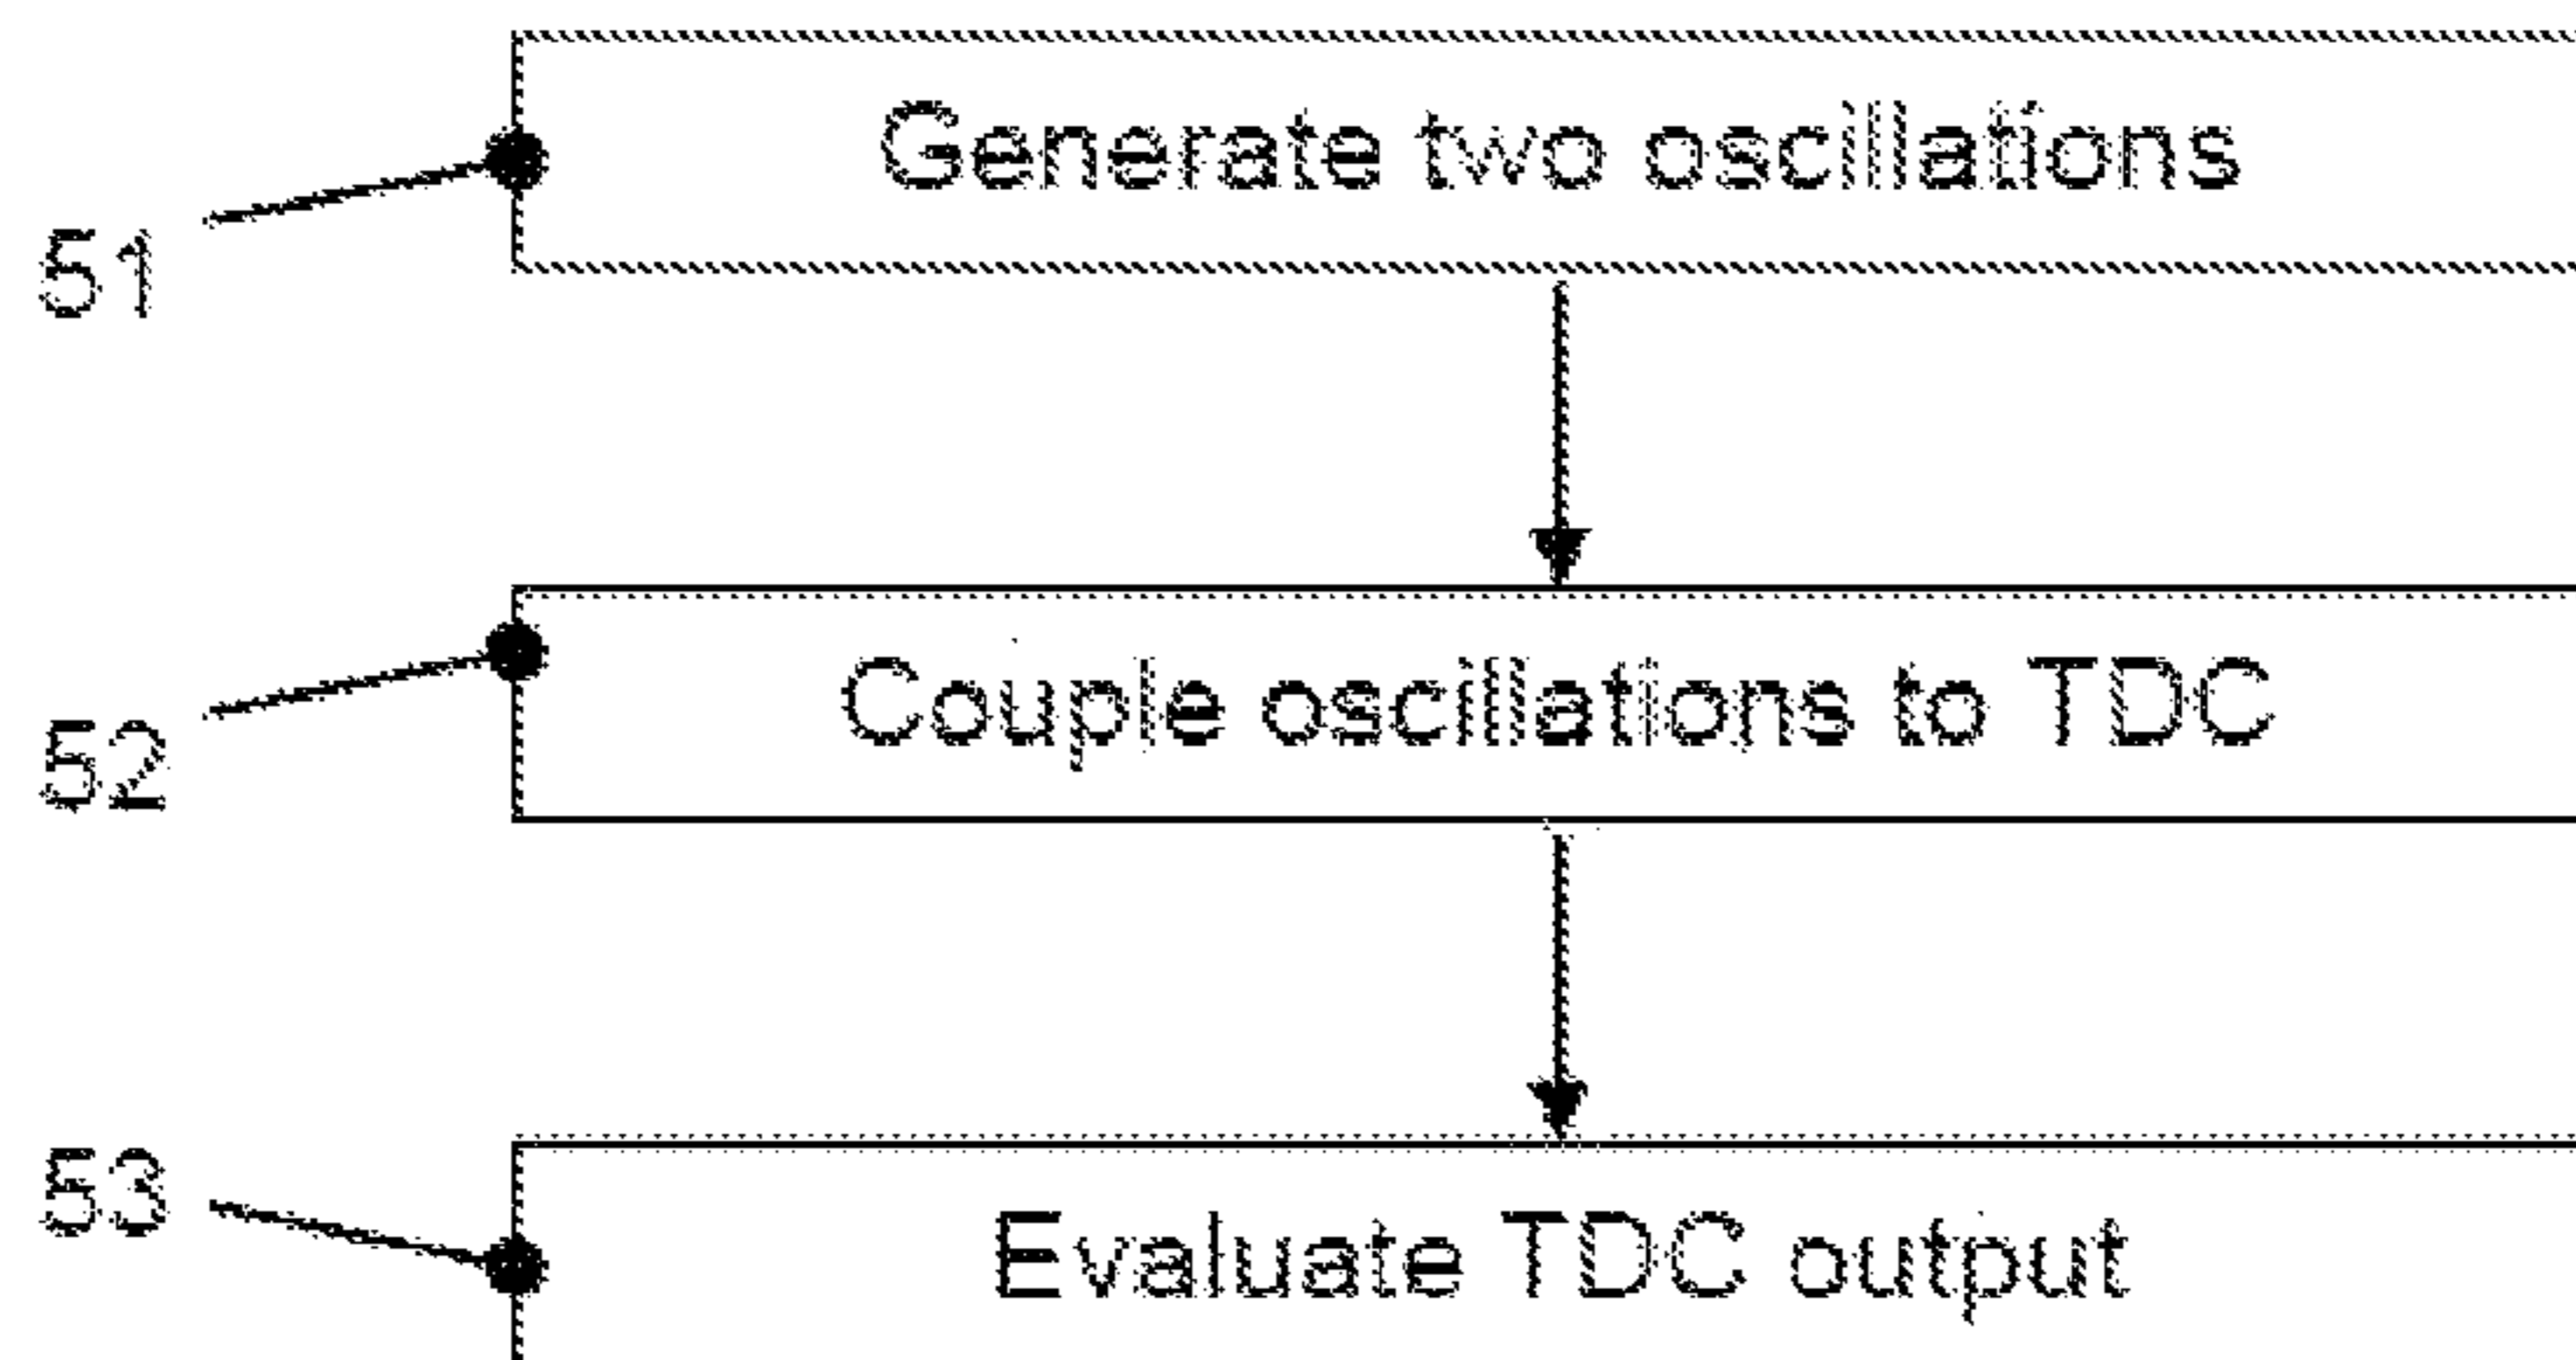 Generate two oscillations
51
Couple oscillations to TDC
52
53
Evaluate TDC output